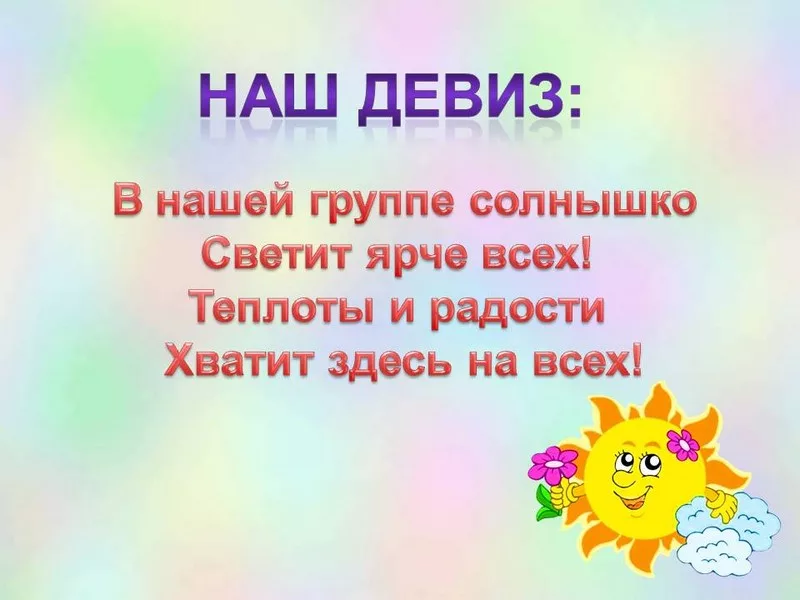 НАШ ДЕВИЗ:
В нашей группе солнышко
Светит ярче всех!
Теплоты и радости
Хватит здесь на всех!